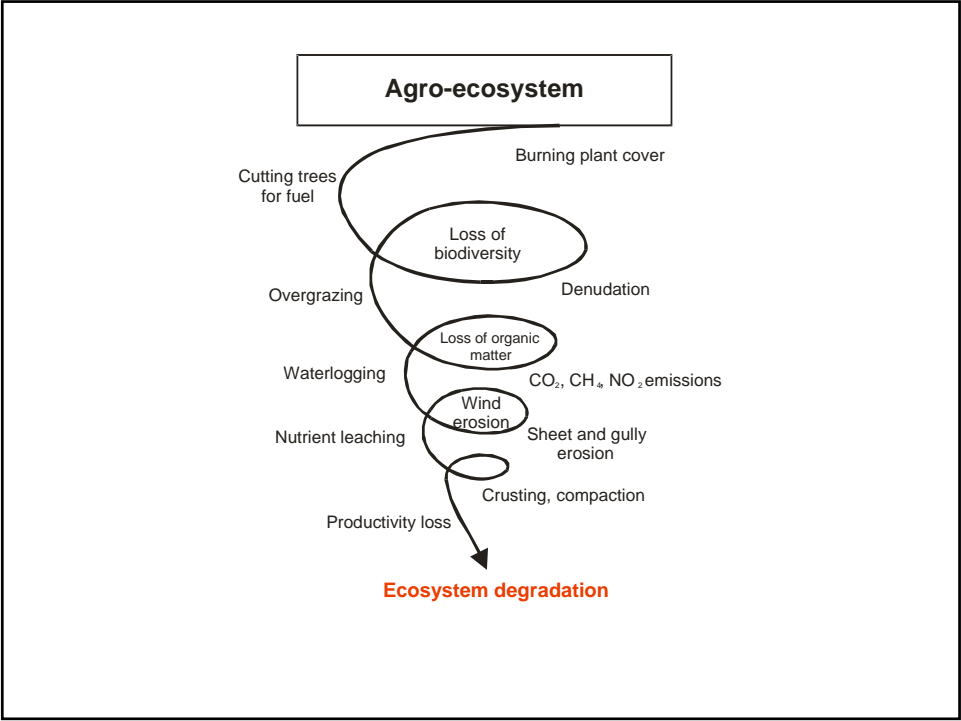 Agro-ecosystem
Burning plant cover
Cutting trees
for fuel
Loss of
biodiversity
Denudation
Overgrazing
Loss of organic
matter
Waterlogging
CO₂, CH₄, NO₂ emissions
Wind
erosion
Sheet and gully
erosion
Nutrient leaching
Crusting, compaction
Productivity loss
Ecosystem degradation